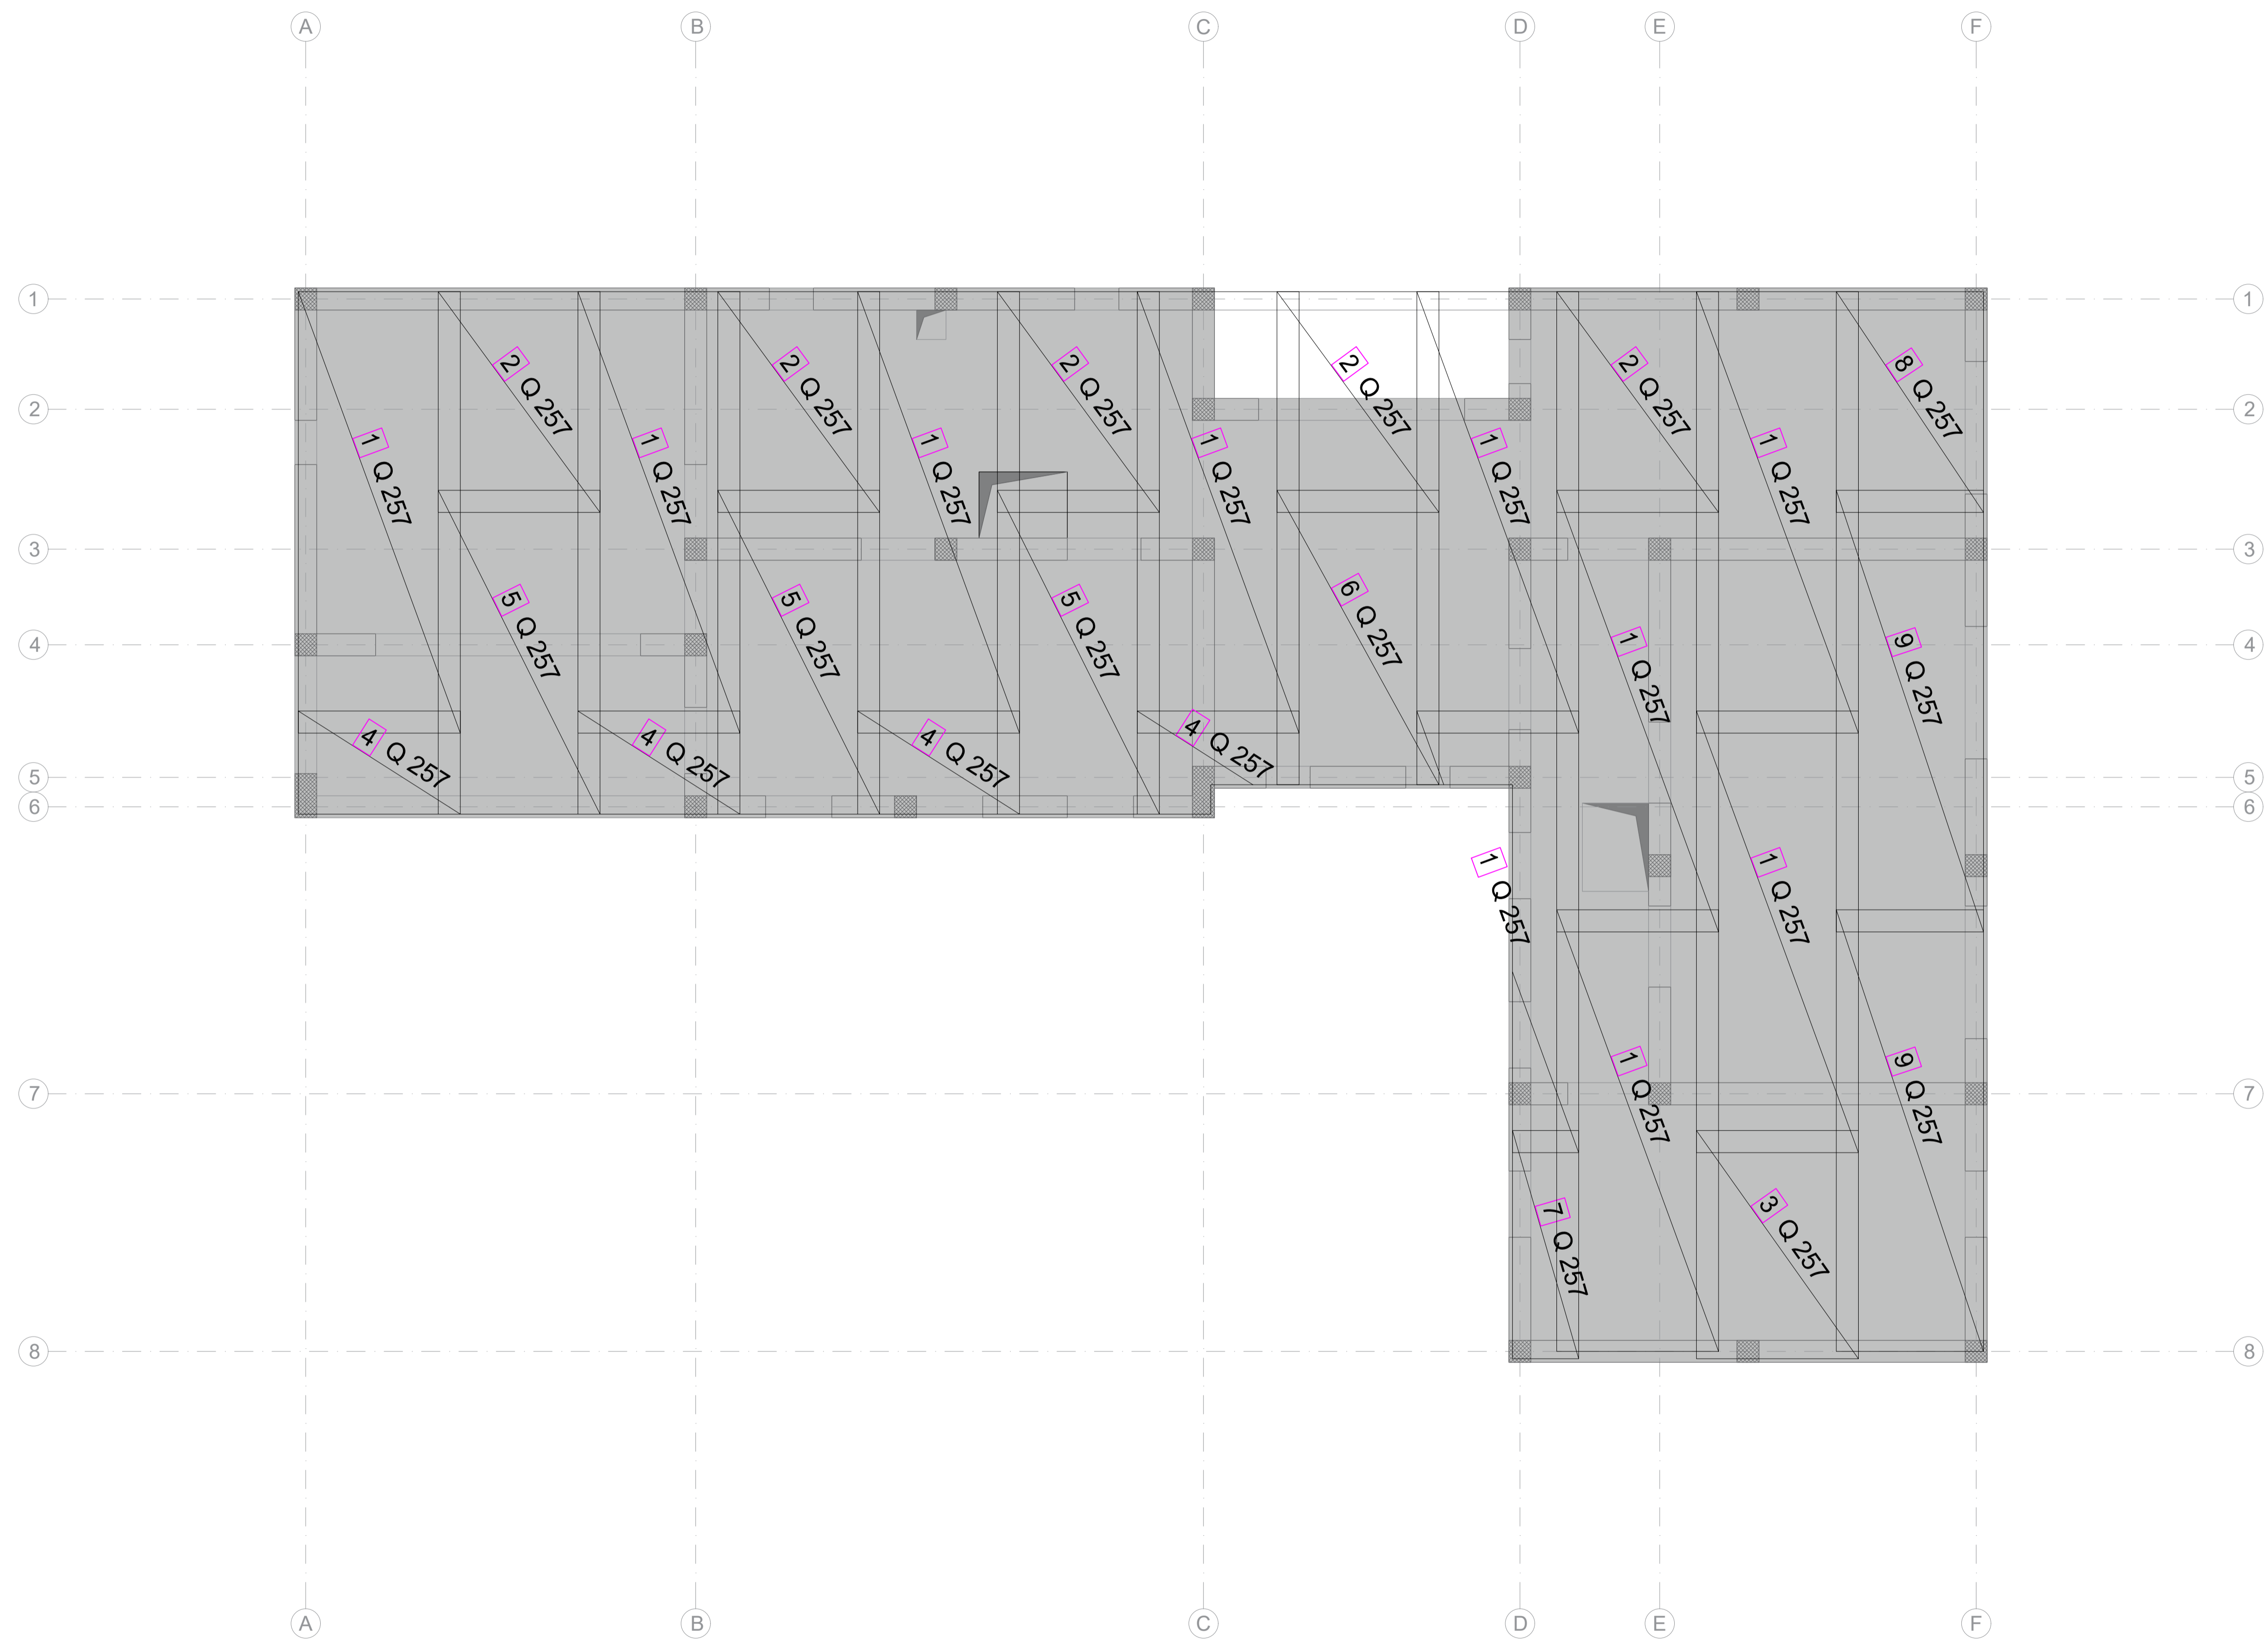 A B C D E F
1 1
2 Q 257
2 Q 257
2 Q 257
2 Q 257
2 Q 257
8 Q 257
2 2
1 Q 257
1 Q 257
1 Q 257
1 Q 257
1 Q 257
1 Q 257
3 3
5 Q 257
5 Q 257
5 Q 257
6 Q 257
1 Q 257
9 Q 257
4 4
4 Q 257
4 Q 257
4 Q 257
4 Q 257
5 5
6 6
1 Q 257
1 Q 257
1 Q 257
9 Q 257
7 7
7 Q 257
3 Q 257
8 8
A B C D E F